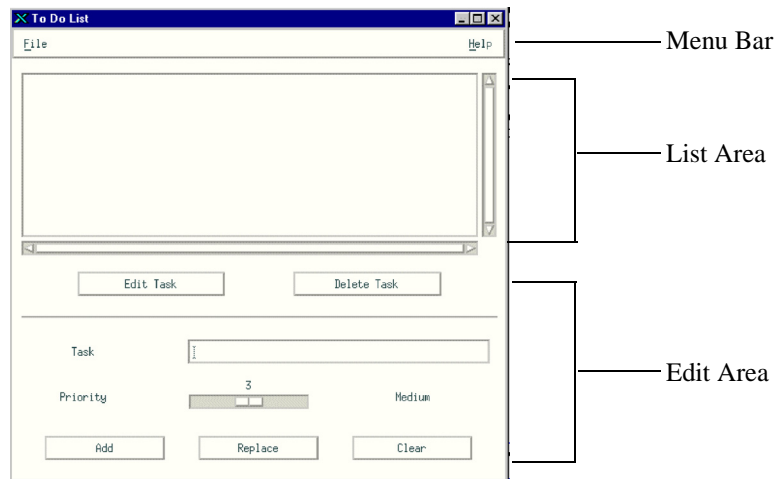 To Do List
File Help
Menu Bar
List Area
Edit Task Delete Task
Task
3
Priority Medium
Edit Area
Add Replace Clear